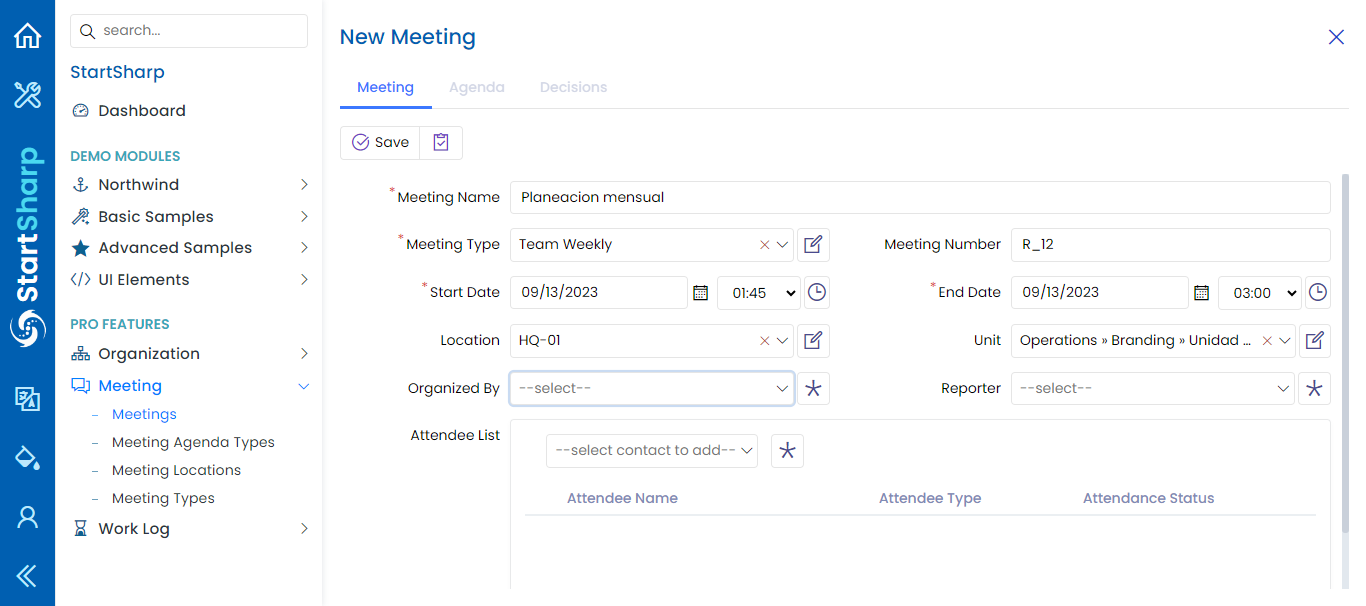 search...
StartSharp
Dashboard
DEMO MODULES
Northwind
Basic Samples
Advanced Samples
UI Elements
PRO FEATURES
Organization
Meeting
Meetings
Meeting Agenda Types
Meeting Locations
Meeting Types
Work Log
StartSharp
New Meeting
Meeting Agenda Decisions
Save
* Meeting Name Planeacion mensual
* Meeting Type Team Weekly Meeting Number R_12
* Start Date 09/13/2023 01:45 * End Date 09/13/2023 03:00
Location HQ-01 Unit Operations » Branding » Unidad ...
Organized By --select-- Reporter --select--
Attendee List
--select contact to add--
Attendee Name Attendee Type Attendance Status